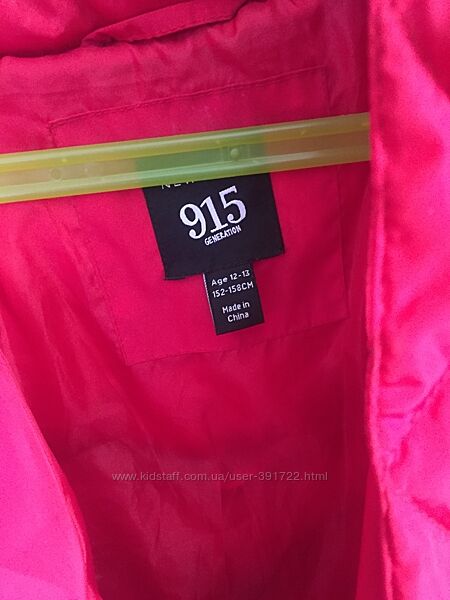 915
GENERATION
Age 12-13
152-158CM
Made in
China
www.kidstaff.com.ua/user-391722.html